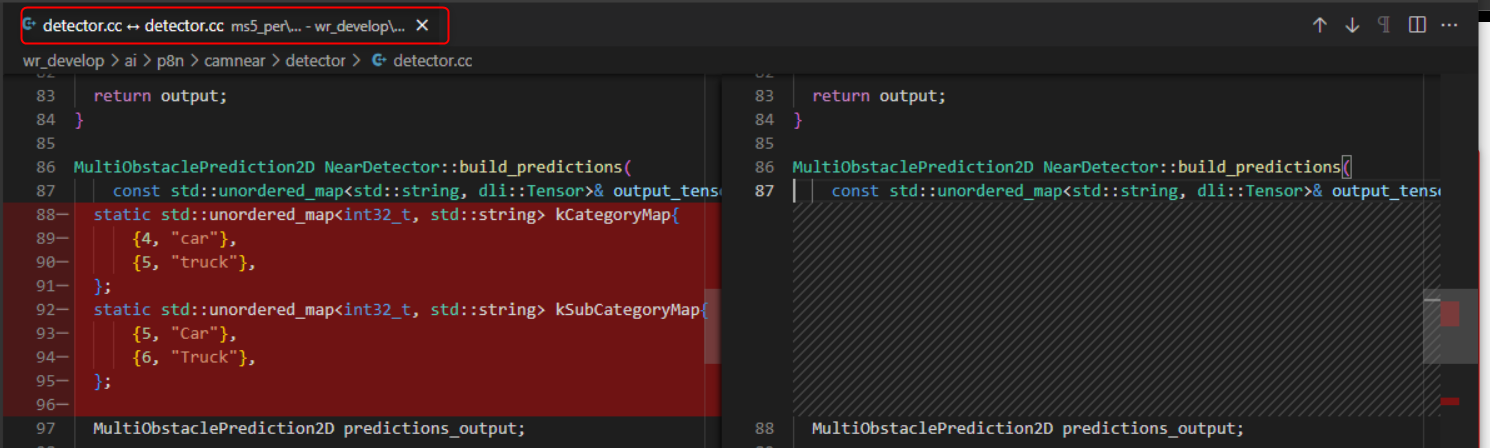 detector.cc ↔ detector.cc ms5_per\... - wr_develop\...
wr_develop > ai > p8n > camnear > detector > detector.cc
83 return output;
84 }
85
86 MultiObstaclePrediction2D NearDetector::build_predictions(
87 const std::unordered_map<std::string, dli::Tensor>& output_tens
88− static std::unordered_map<int32_t, std::string> kCategoryMap{
89− {4, "car"},
90− {5, "truck"},
91− };
92− static std::unordered_map<int32_t, std::string> kSubCategoryMap{
93− {5, "Car"},
94− {6, "Truck"},
95− };
96−
97 MultiObstaclePrediction2D predictions_output;
83 return output;
84 }
85
86 MultiObstaclePrediction2D NearDetector::build_predictions(
87 const std::unordered_map<std::string, dli::Tensor>& output_tens
88 MultiObstaclePrediction2D predictions_output;